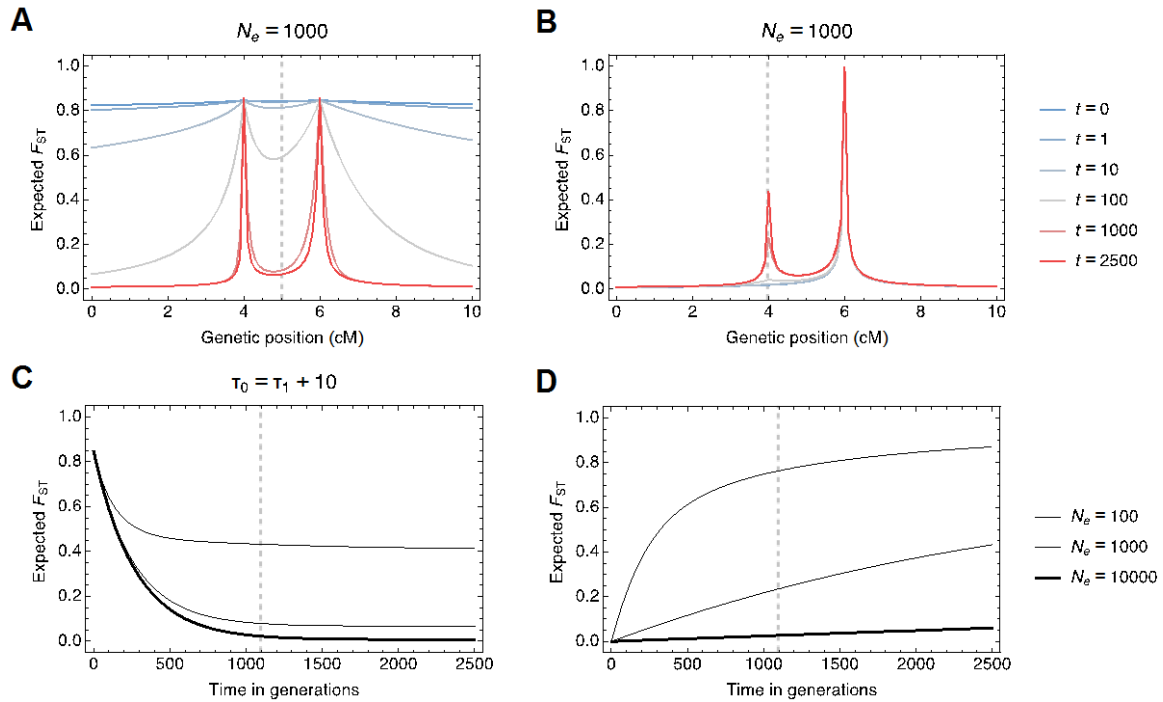 A
N_e = 1000
Expected F_ST
1.0
0.8
0.6
0.4
0.2
0.0
0 2 4 6 8 10
Genetic position (cM)
B
N_e = 1000
Expected F_ST
1.0
0.8
0.6
0.4
0.2
0.0
0 2 4 6 8 10
Genetic position (cM)
t = 0
t = 1
t = 10
t = 100
t = 1000
t = 2500
C
τ_0 = τ_1 + 10
Expected F_ST
1.0
0.8
0.6
0.4
0.2
0.0
0 500 1000 1500 2000 2500
Time in generations
D
Expected F_ST
1.0
0.8
0.6
0.4
0.2
0.0
0 500 1000 1500 2000 2500
Time in generations
N_e = 100
N_e = 1000
N_e = 10000